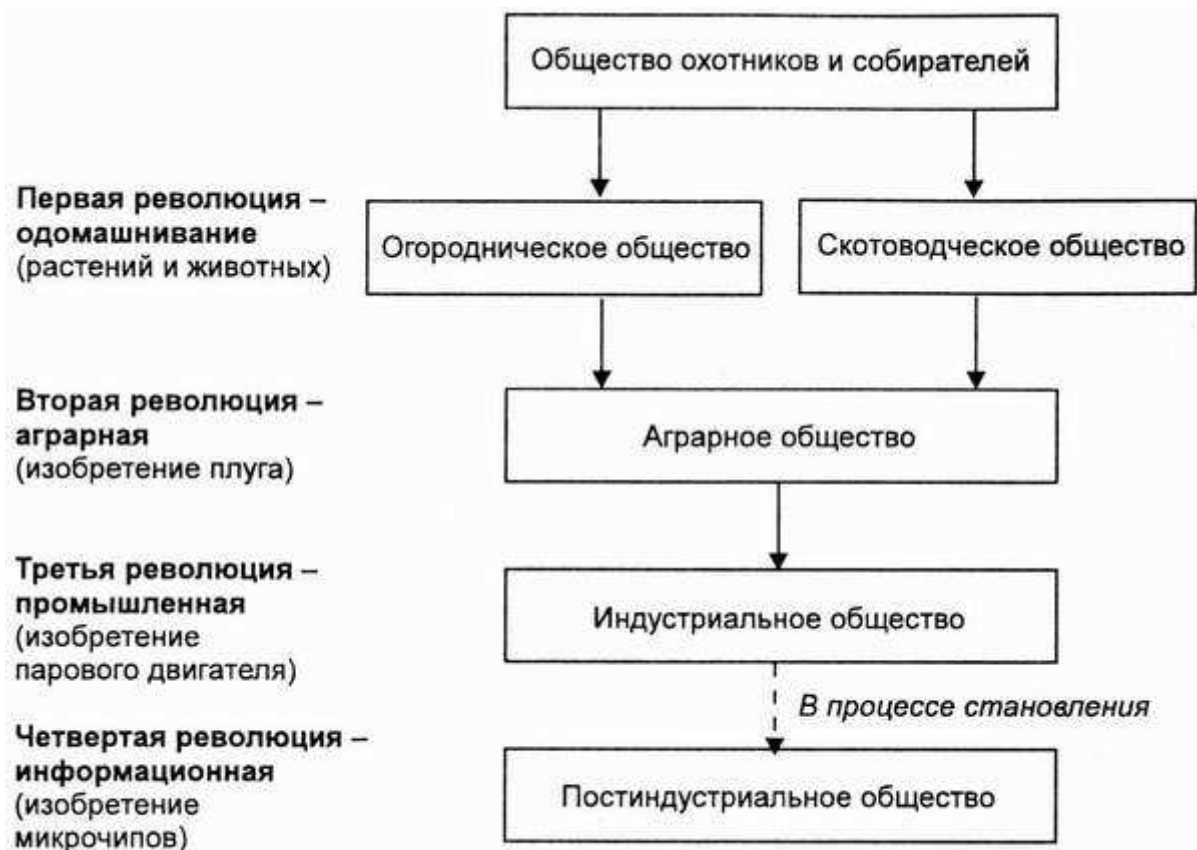 Общество охотников и собирателей
Первая революция –
одомашнивание
(растений и животных)
Огородническое общество
Скотоводческое общество
Вторая революция –
аграрная
(изобретение плуга)
Аграрное общество
Третья революция –
промышленная
(изобретение
парового двигателя)
Индустриальное общество
В процессе становления
Четвертая революция –
информационная
(изобретение
микрочипов)
Постиндустриальное общество